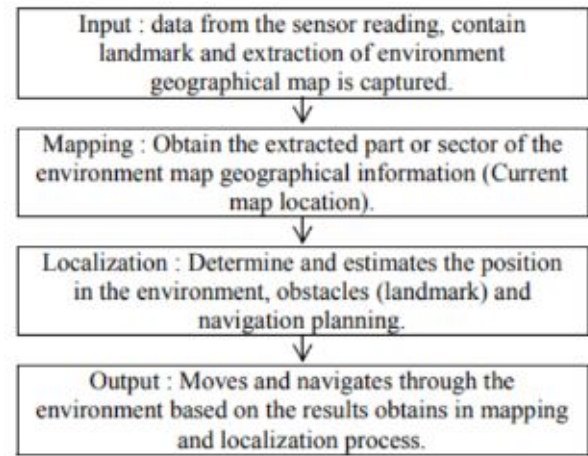 Input : data from the sensor reading, contain
landmark and extraction of environment
geographical map is captured.
Mapping : Obtain the extracted part or sector of the
environment map geographical information (Current
map location).
Localization : Determine and estimates the position
in the environment, obstacles (landmark) and
navigation planning.
Output : Moves and navigates through the
environment based on the results obtains in mapping
and localization process.